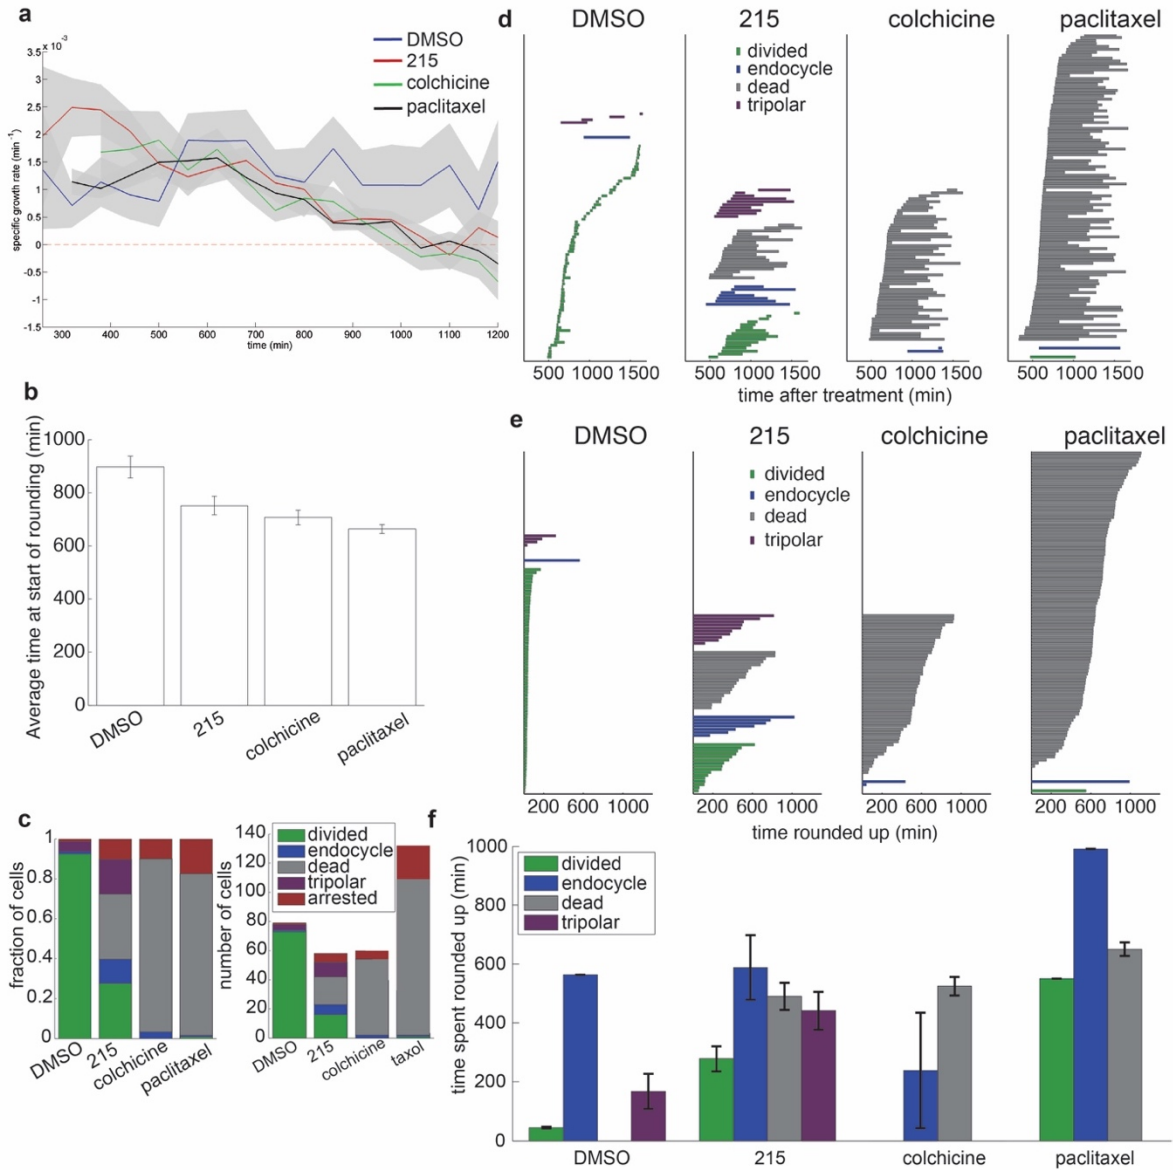 a
x 10⁻³
3.5
3
2.5
2
1.5
1
0.5
0
-0.5
-1
-1.5
specific growth rate (min⁻¹)
DMSO
215
colchicine
paclitaxel
300 400 500 600 700 800 900 1000 1100 1200
time (min)
b
1000
800
600
400
200
0
Average time at start of rounding (min)
DMSO 215 colchicine paclitaxel
c
1
0.8
0.6
0.4
0.2
0
fraction of cells
DMSO 215 colchicine paclitaxel
140
120
100
80
60
40
20
0
number of cells
divided
endocycle
dead
tripolar
arrested
DMSO 215 colchicine taxol
d
DMSO 215 colchicine paclitaxel
divided
endocycle
dead
tripolar
500 1000 1500 500 1000 1500 500 1000 1500 500 1000 1500
time after treatment (min)
e
DMSO 215 colchicine paclitaxel
divided
endocycle
dead
tripolar
200 600 1000 200 600 1000 200 600 1000 200 600 1000
time rounded up (min)
f
1000
800
600
400
200
0
time spent rounded up (min)
divided
endocycle
dead
tripolar
DMSO 215 colchicine paclitaxel